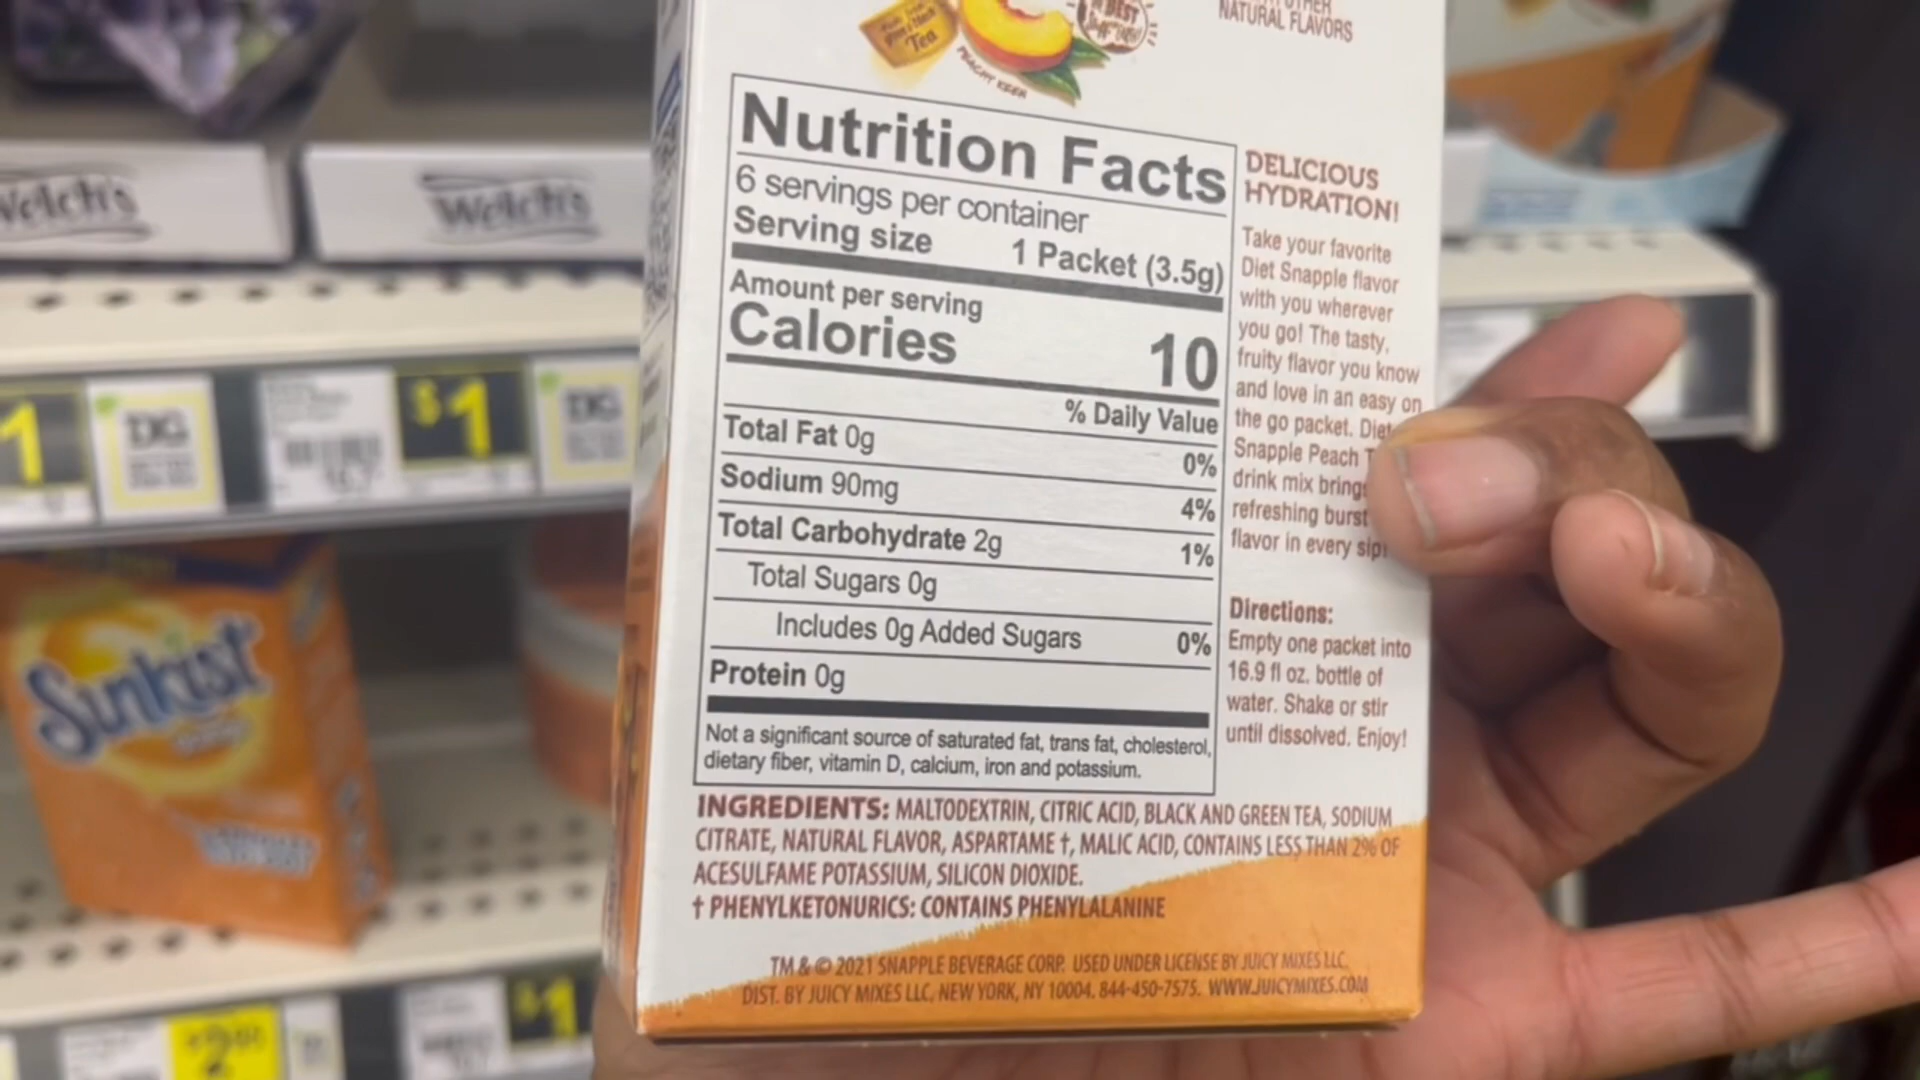 Tea
PEACHY KEEN
BEST
NATURAL FLAVORS
Nutrition Facts
6 servings per container
Serving size 1 Packet (3.5g)
Amount per serving
Calories 10
% Daily Value
Total Fat 0g 0%
Sodium 90mg 4%
Total Carbohydrate 2g 1%
Total Sugars 0g
Includes 0g Added Sugars 0%
Protein 0g
Not a significant source of saturated fat, trans fat, cholesterol,
dietary fiber, vitamin D, calcium, iron and potassium.
DELICIOUS
HYDRATION!
Take your favorite
Diet Snapple flavor
with you wherever
you go! The tasty,
fruity flavor you know
and love in an easy on
the go packet. Diet
Snapple Peach T
drink mix brings
refreshing burst
flavor in every sip!
Directions:
Empty one packet into
16.9 fl oz. bottle of
water. Shake or stir
until dissolved. Enjoy!
INGREDIENTS: MALTODEXTRIN, CITRIC ACID, BLACK AND GREEN TEA, SODIUM
CITRATE, NATURAL FLAVOR, ASPARTAME †, MALIC ACID, CONTAINS LESS THAN 2% OF
ACESULFAME POTASSIUM, SILICON DIOXIDE.
† PHENYLKETONURICS: CONTAINS PHENYLALANINE
TM & © 2021 SNAPPLE BEVERAGE CORP. USED UNDER LICENSE BY JUICY MIXES LLC.
DIST. BY JUICY MIXES LLC, NEW YORK, NY 10004. 844-450-7575. WWW.JUICYMIXES.COM
Welch's
Welch's
1
DG
$1
DG
Sunkist
$1